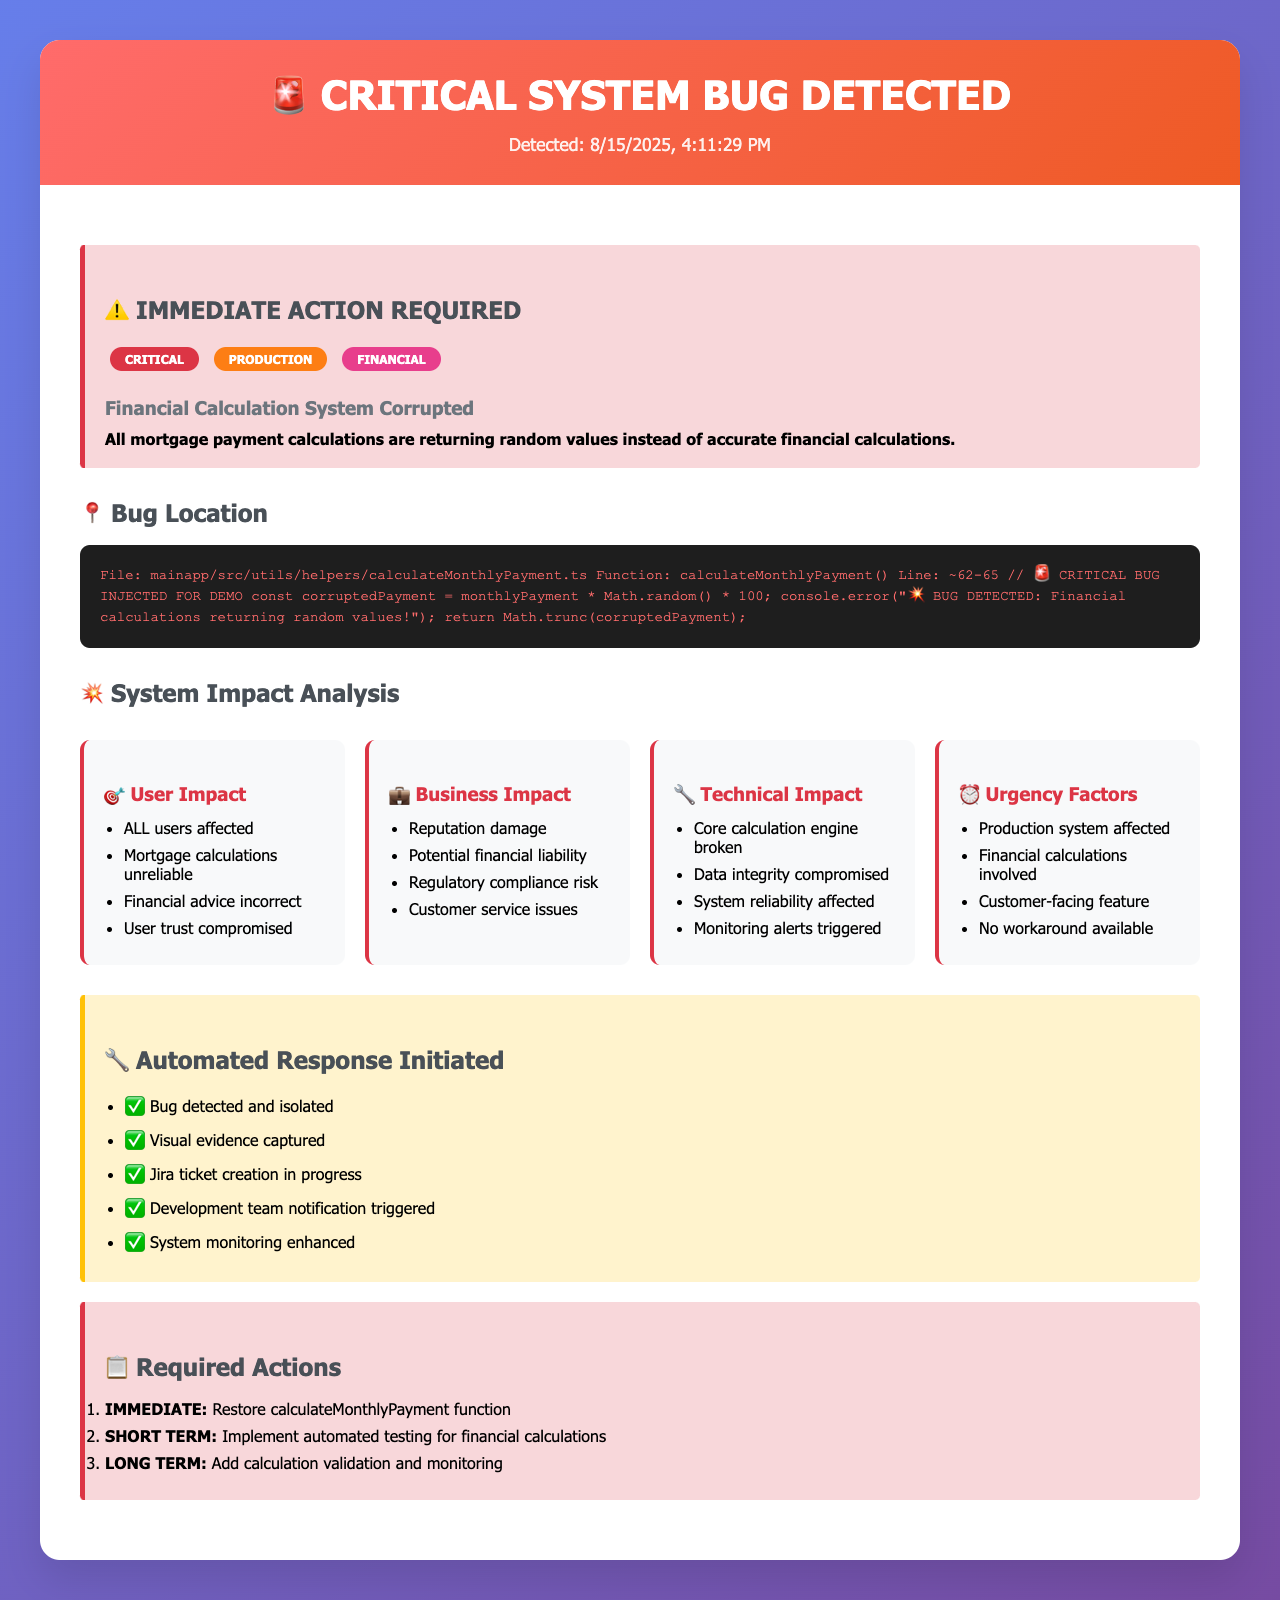 🚨 CRITICAL SYSTEM BUG DETECTED
Detected: 8/15/2025, 4:11:29 PM
⚠️ IMMEDIATE ACTION REQUIRED
CRITICAL PRODUCTION FINANCIAL
Financial Calculation System Corrupted
All mortgage payment calculations are returning random values instead of accurate financial calculations.
📍 Bug Location
File: mainapp/src/utils/helpers/calculateMonthlyPayment.ts Function: calculateMonthlyPayment() Line: ~62-65 // 🚨 CRITICAL BUG
INJECTED FOR DEMO const corruptedPayment = monthlyPayment * Math.random() * 100; console.error("💥 BUG DETECTED: Financial
calculations returning random values!"); return Math.trunc(corruptedPayment);
💥 System Impact Analysis
🎯 User Impact
• ALL users affected
• Mortgage calculations
unreliable
• Financial advice incorrect
• User trust compromised
💼 Business Impact
• Reputation damage
• Potential financial liability
• Regulatory compliance risk
• Customer service issues
🔧 Technical Impact
• Core calculation engine
broken
• Data integrity compromised
• System reliability affected
• Monitoring alerts triggered
⏰ Urgency Factors
• Production system affected
• Financial calculations
involved
• Customer-facing feature
• No workaround available
🔧 Automated Response Initiated
• ✅ Bug detected and isolated
• ✅ Visual evidence captured
• ✅ Jira ticket creation in progress
• ✅ Development team notification triggered
• ✅ System monitoring enhanced
📋 Required Actions
1. IMMEDIATE: Restore calculateMonthlyPayment function
2. SHORT TERM: Implement automated testing for financial calculations
3. LONG TERM: Add calculation validation and monitoring